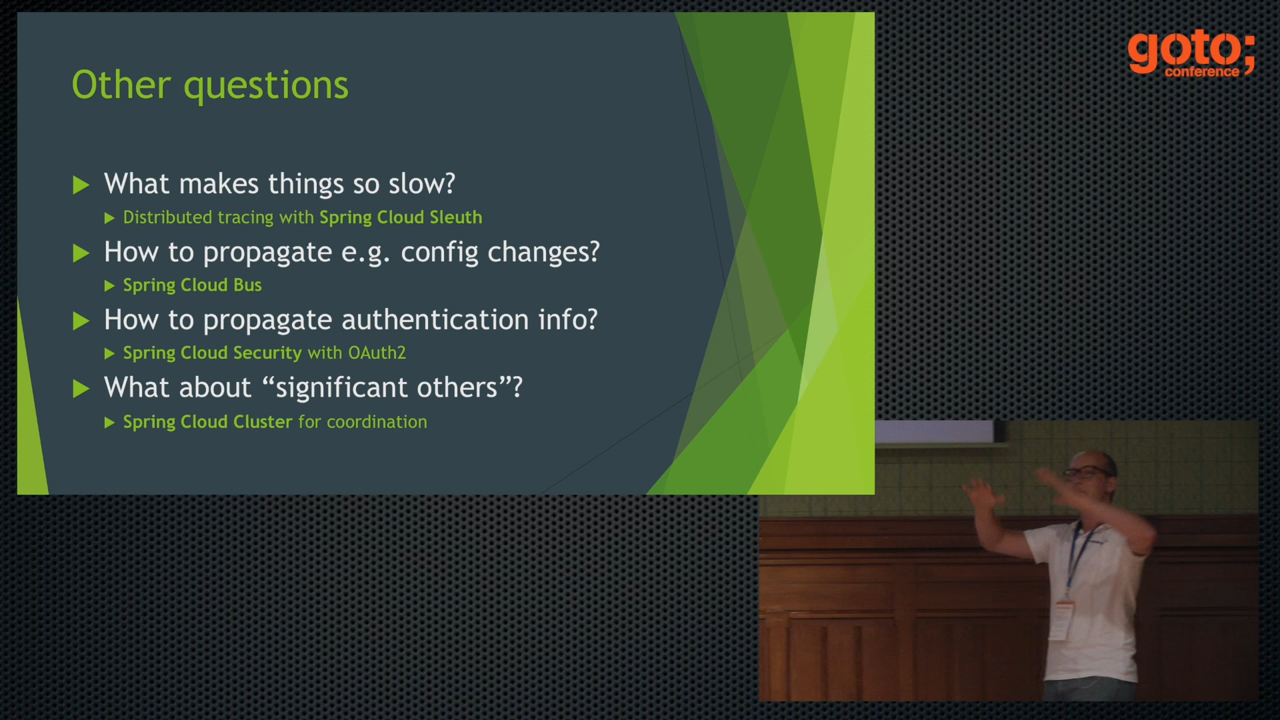 Other questions
What makes things so slow?
Distributed tracing with Spring Cloud Sleuth
How to propagate e.g. config changes?
Spring Cloud Bus
How to propagate authentication info?
Spring Cloud Security with OAuth2
What about “significant others”?
Spring Cloud Cluster for coordination
goto;
conference